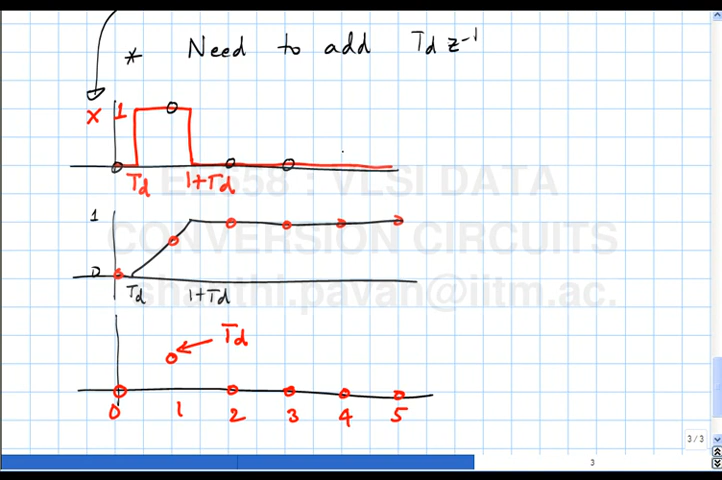 * Need to add Td z⁻¹
x 1
Td 1+Td
EE658 : VLSI DATA
CONVERSION CIRCUITS
shanthi.pavan@iitm.ac.
1
0
Td 1+Td
Td
0 1 2 3 4 5
3/3
3